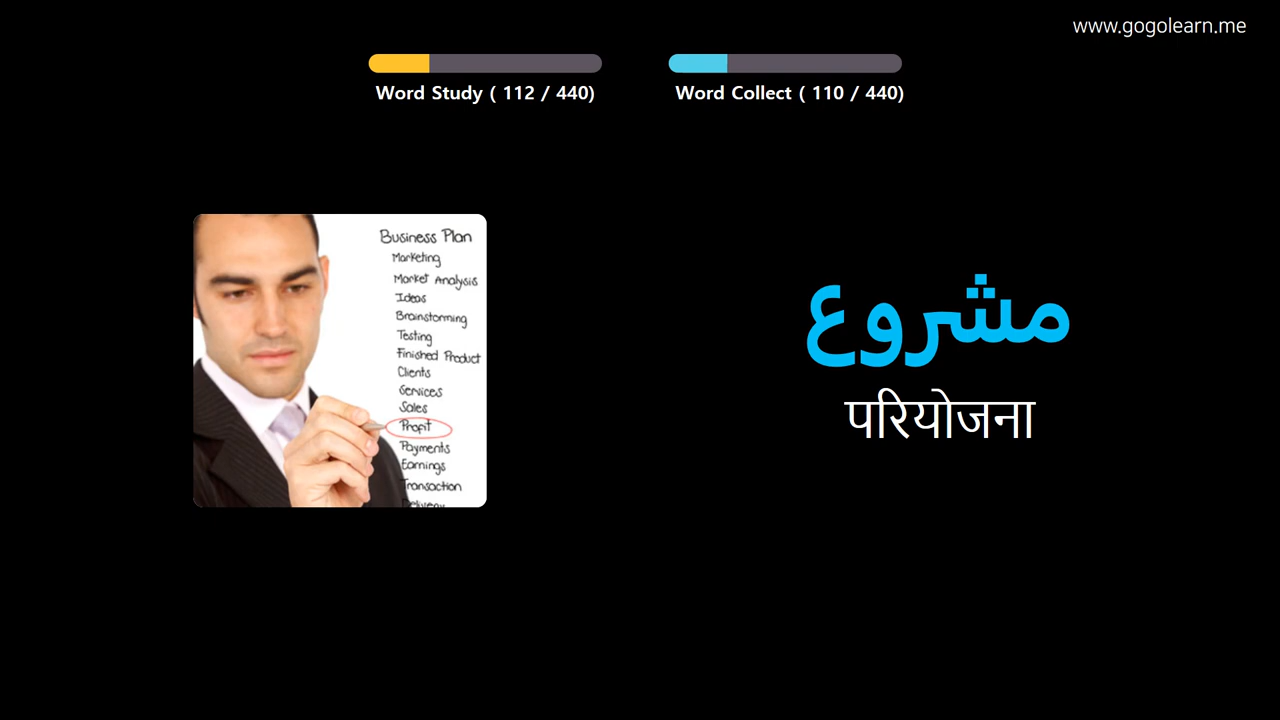 www.gogolearn.me
Word Study ( 112 / 440)
Word Collect ( 110 / 440)
Business Plan
Marketing
Market Analysis
Ideas
Brainstorming
Testing
Finished Product
Clients
Services
Sales
Profit
Payments
Earnings
Transaction
Delivery
مشروع
परियोजना